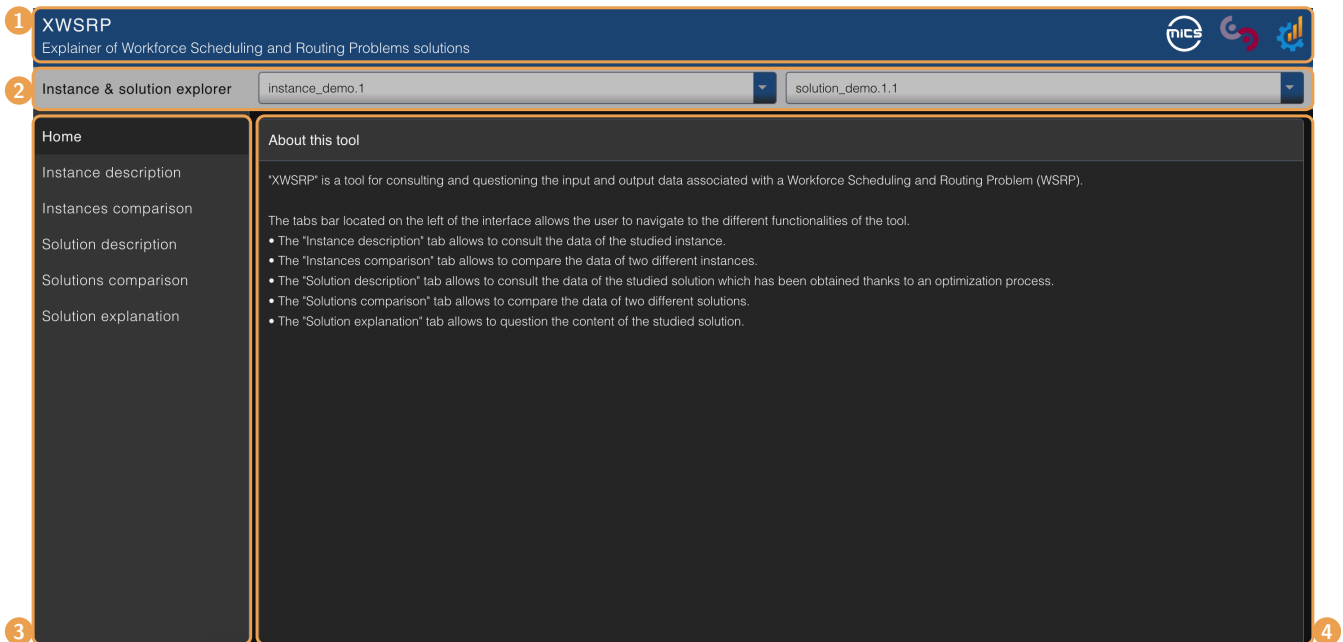 1
XWSRP
Explainer of Workforce Scheduling and Routing Problems solutions
mics
2
Instance & solution explorer
instance_demo.1
solution_demo.1.1
Home
Instance description
Instances comparison
Solution description
Solutions comparison
Solution explanation
About this tool
"XWSRP" is a tool for consulting and questioning the input and output data associated with a Workforce Scheduling and Routing Problem (WSRP).
The tabs bar located on the left of the interface allows the user to navigate to the different functionalities of the tool.
• The "Instance description" tab allows to consult the data of the studied instance.
• The "Instances comparison" tab allows to compare the data of two different instances.
• The "Solution description" tab allows to consult the data of the studied solution which has been obtained thanks to an optimization process.
• The "Solutions comparison" tab allows to compare the data of two different solutions.
• The "Solution explanation" tab allows to question the content of the studied solution.
3
4